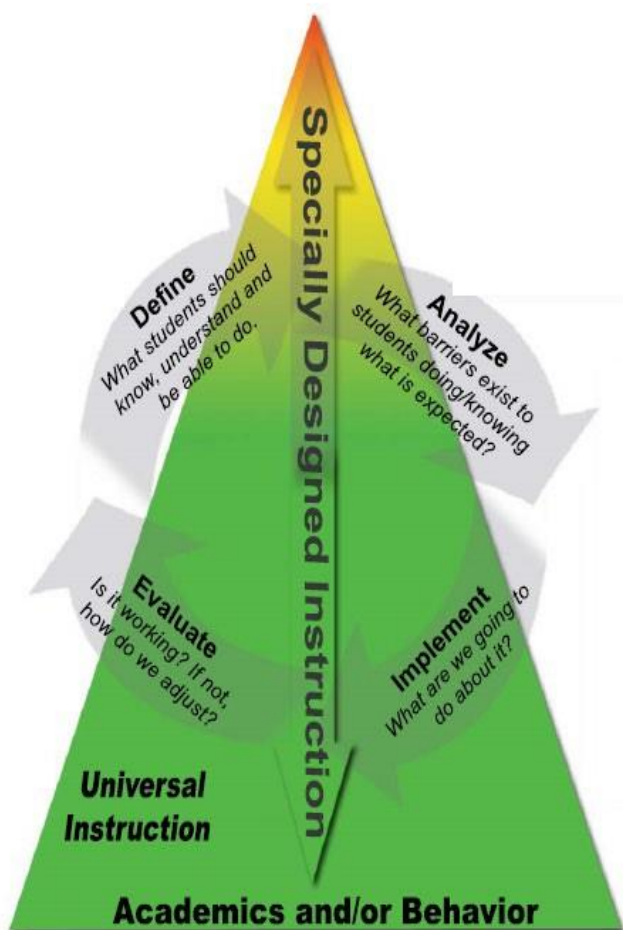 Specially Designed Instruction
Define
What students should
know, understand and
be able to do.
Analyze
What barriers exist to
students doing/knowing
what is expected?
Implement
What are we going to
do about it?
Evaluate
Is it working? If not,
how do we adjust?
Universal
Instruction
Academics and/or Behavior